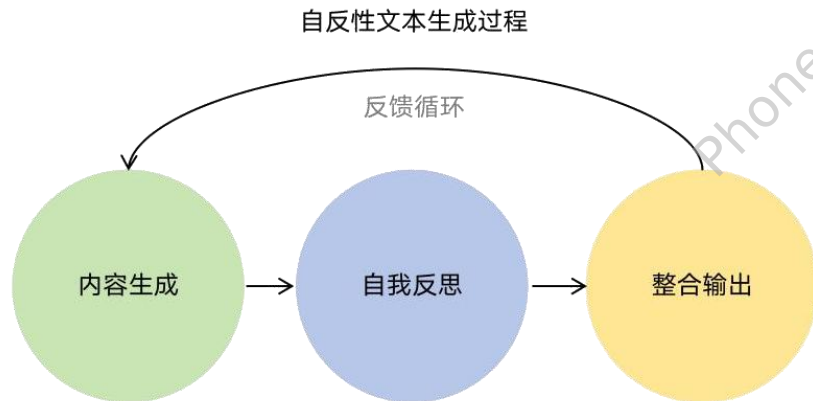 自反性文本生成过程
反馈循环
Phone
内容生成
自我反思
整合输出